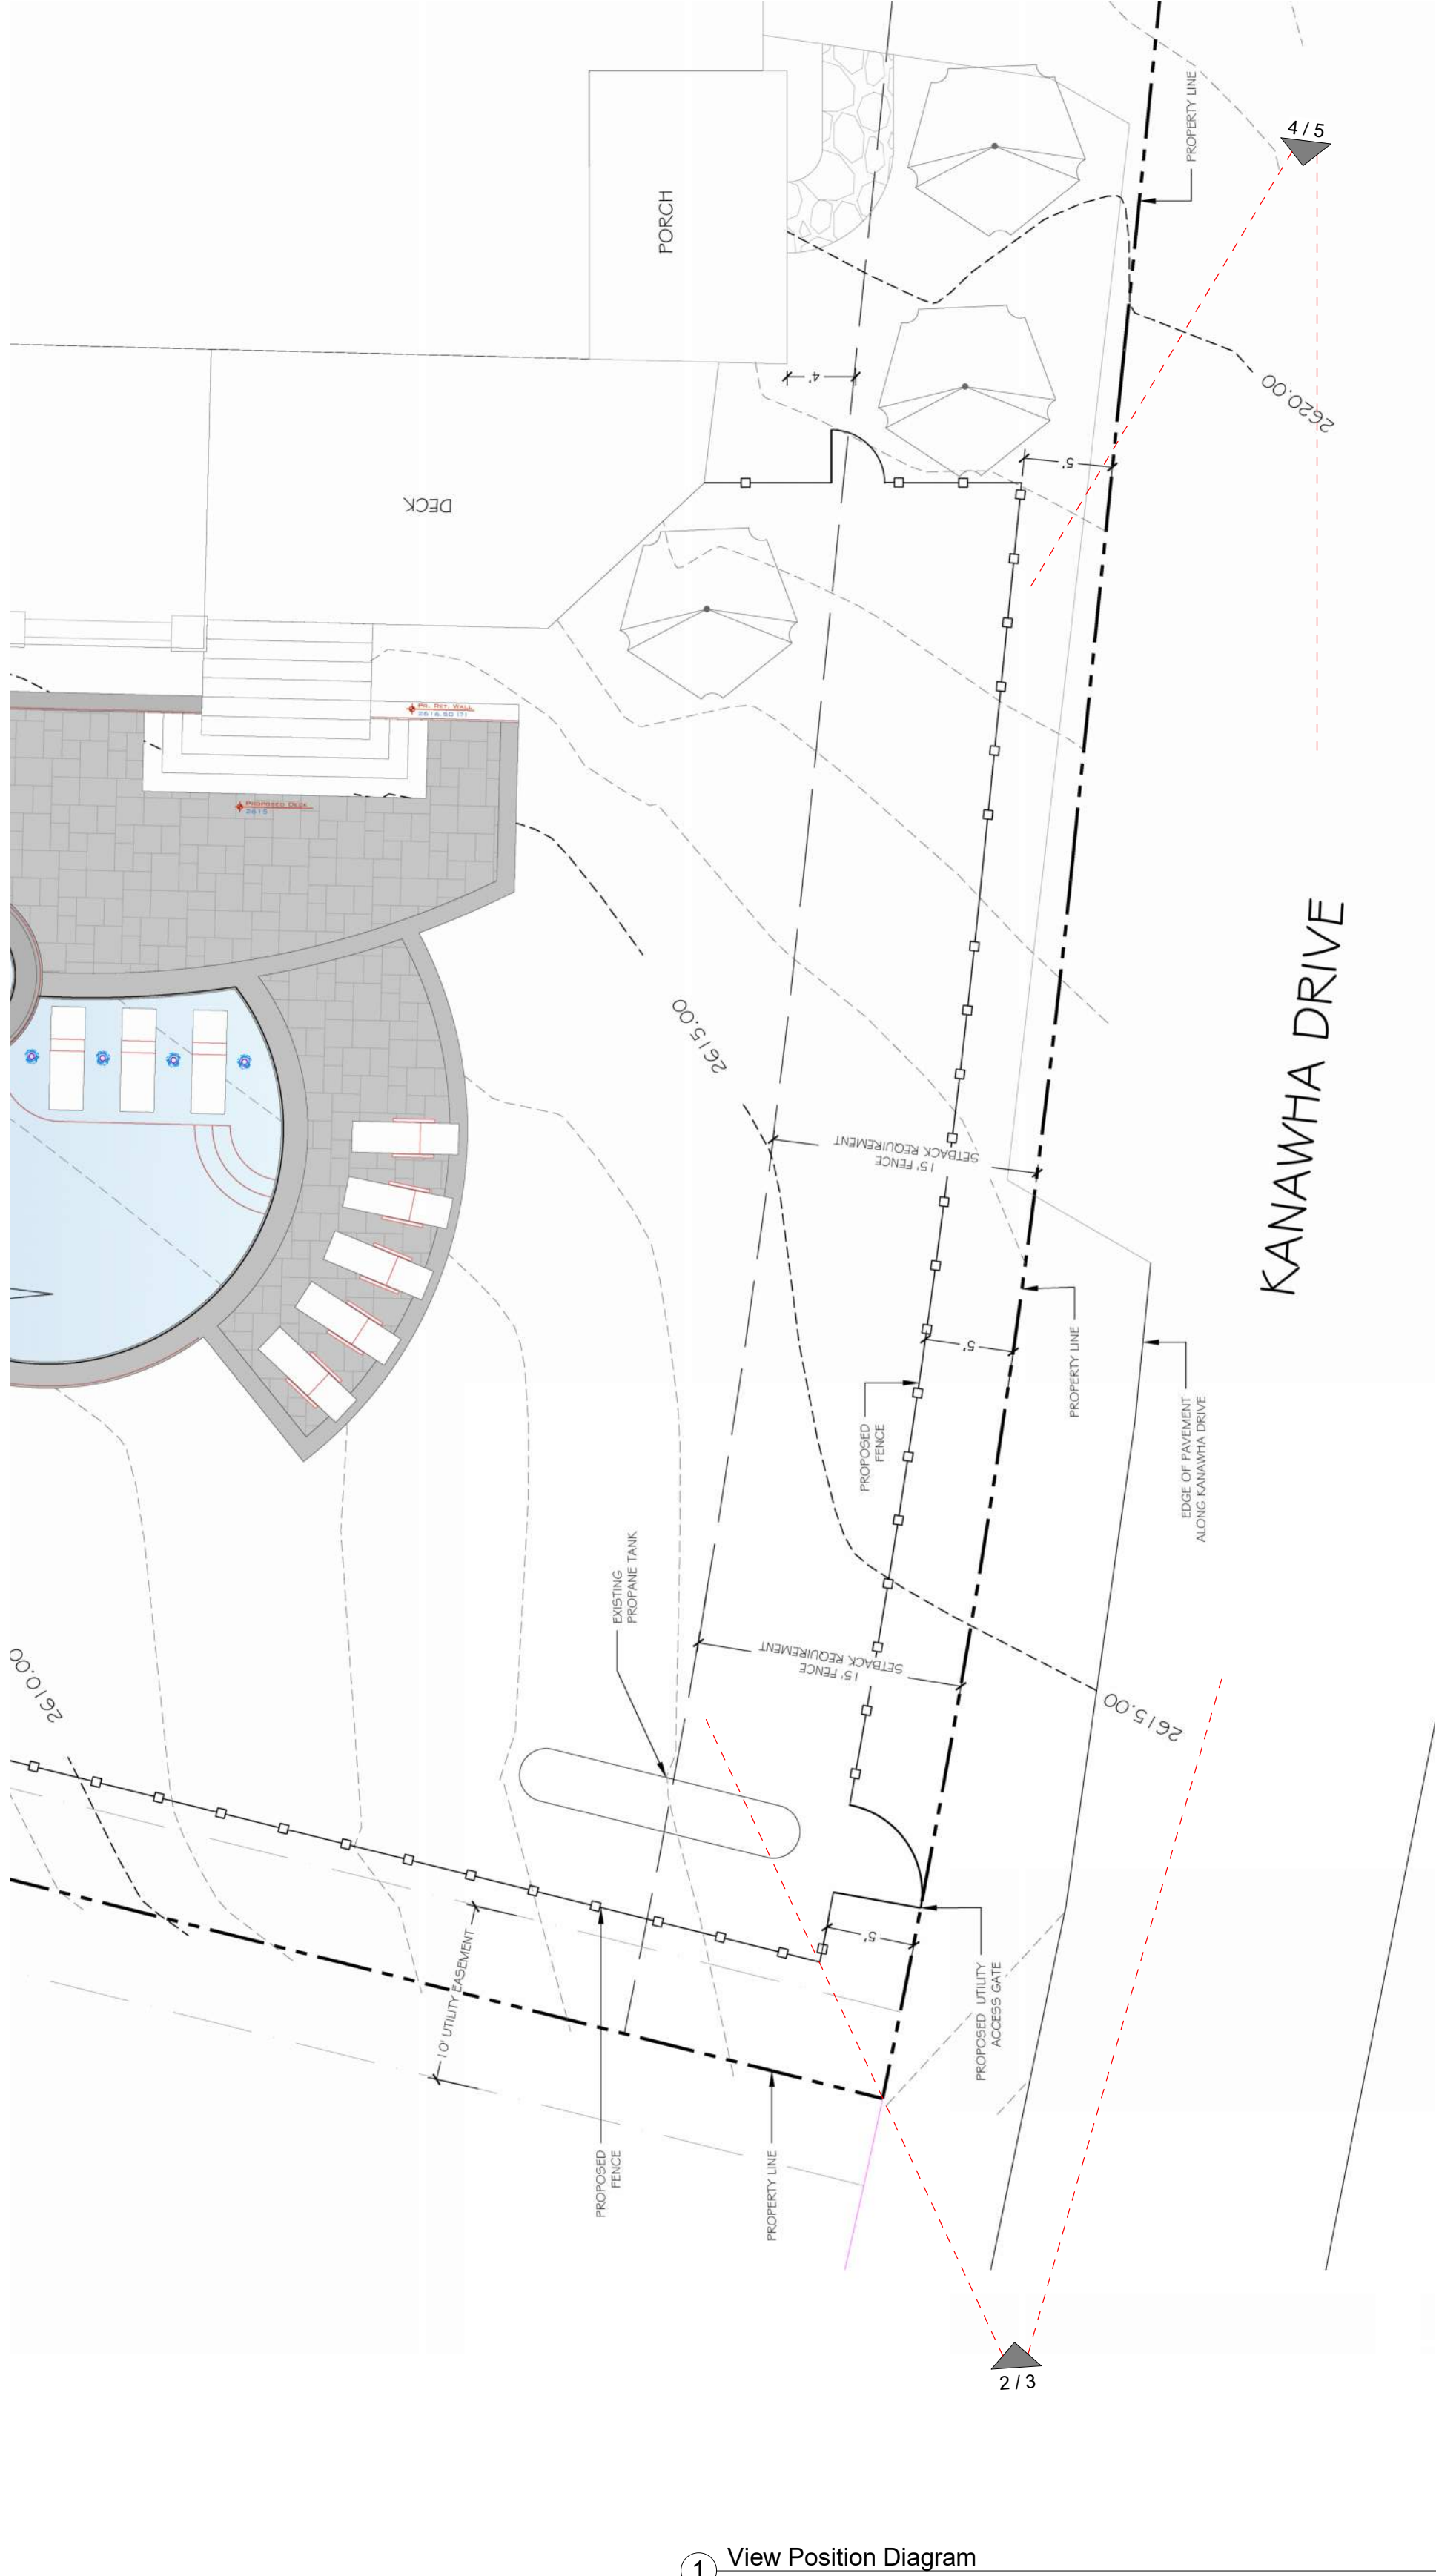 4 / 5
PROPERTY LINE
PORCH
4'
2620.00
5'
DECK
PR. RET. WALL
2616.50 (?)
PROPOSED DECK
2615
KANAWHA DRIVE
2615.00
15' FENCE
SETBACK REQUIREMENT
PROPERTY LINE
5'
PROPOSED
FENCE
EDGE OF PAVEMENT
ALONG KANAWHA DRIVE
EXISTING
PROPANE TANK
15' FENCE
SETBACK REQUIREMENT
2610.00
2615.00
5'
10' UTILITY EASEMENT
PROPOSED UTILITY
ACCESS GATE
PROPOSED
FENCE
PROPERTY LINE
2 / 3
1
View Position Diagram